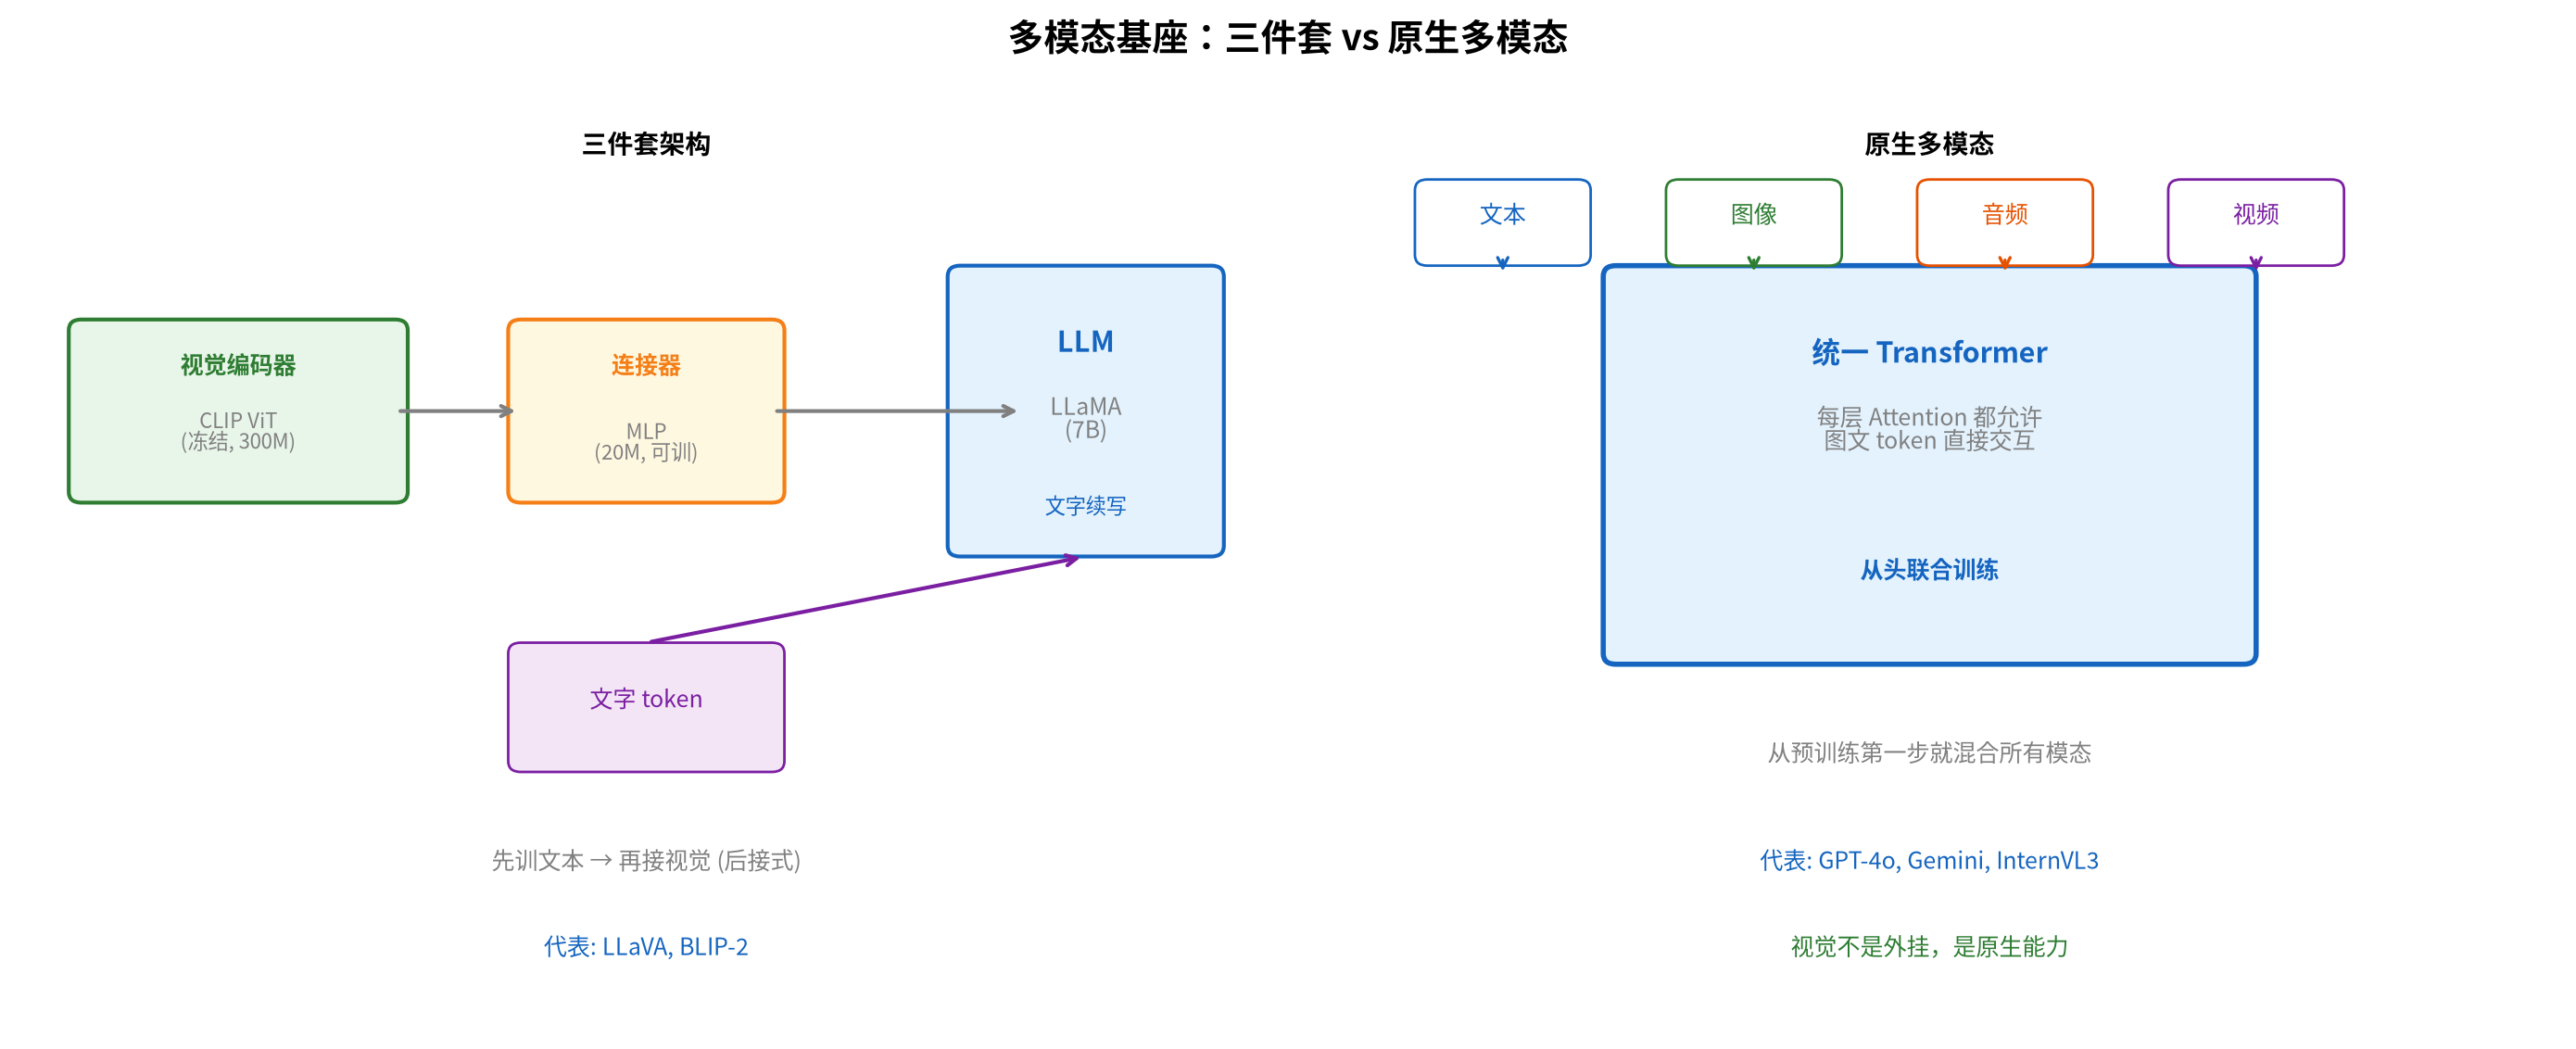 多模态基座：三件套 vs 原生多模态
三件套架构
视觉编码器
CLIP ViT
(冻结, 300M)
连接器
MLP
(20M, 可训)
LLM
LLaMA
(7B)
文字续写
文字 token
先训文本 → 再接视觉 (后接式)
代表: LLaVA, BLIP-2
原生多模态
文本
图像
音频
视频
统一 Transformer
每层 Attention 都允许
图文 token 直接交互
从头联合训练
从预训练第一步就混合所有模态
代表: GPT-4o, Gemini, InternVL3
视觉不是外挂，是原生能力